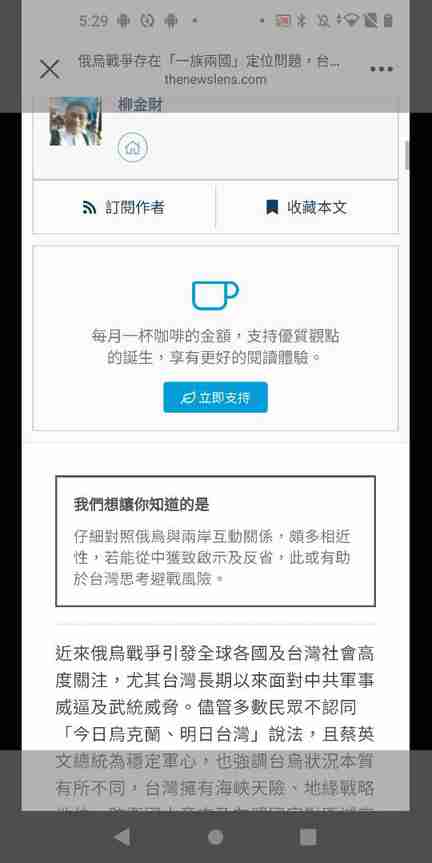 5:29
俄烏戰爭存在「一族兩國」定位問題，台...
thenewslens.com
柳金財
訂閱作者
收藏本文
每月一杯咖啡的金額，支持優質觀點
的誕生，享有更好的閱讀體驗。
立即支持
我們想讓你知道的是
仔細對照俄烏與兩岸互動關係，頗多相近
性，若能從中獲致啟示及反省，此或有助
於台灣思考避戰風險。
近來俄烏戰爭引發全球各國及台灣社會高
度關注，尤其台灣長期以來面對中共軍事
威逼及武統威脅。儘管多數民眾不認同
「今日烏克蘭、明日台灣」說法，且蔡英
文總統為穩定軍心，也強調台烏狀況本質
有所不同，台灣擁有海峽天險、地緣戰略